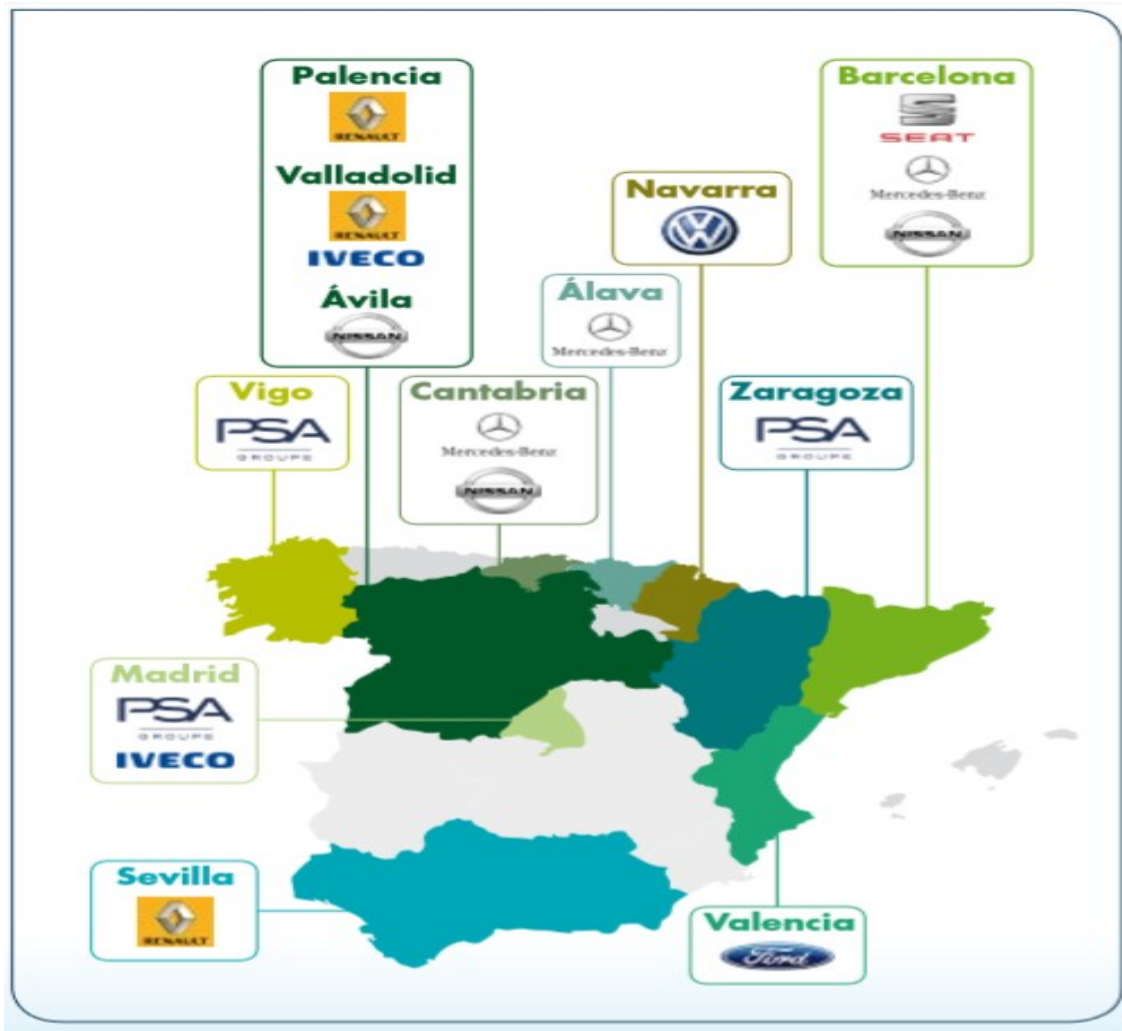 Palencia
RENAULT
Valladolid
RENAULT
IVECO
Ávila
NISSAN
Barcelona
SEAT
Mercedes-Benz
NISSAN
Navarra
Álava
Mercedes-Benz
Vigo
PSA
GROUPE
Cantabria
Mercedes-Benz
NISSAN
Zaragoza
PSA
GROUPE
Madrid
PSA
GROUPE
IVECO
Sevilla
RENAULT
Valencia
Ford